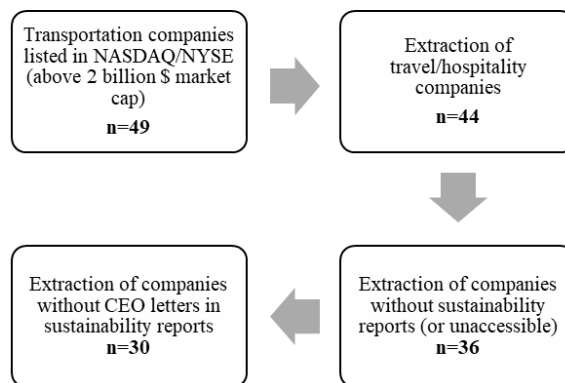 Transportation companies
listed in NASDAQ/NYSE
(above 2 billion $ market
cap)
n=49
Extraction of
travel/hospitality
companies
n=44
Extraction of companies
without sustainability
reports (or unaccessible)
n=36
Extraction of companies
without CEO letters in
sustainability reports
n=30